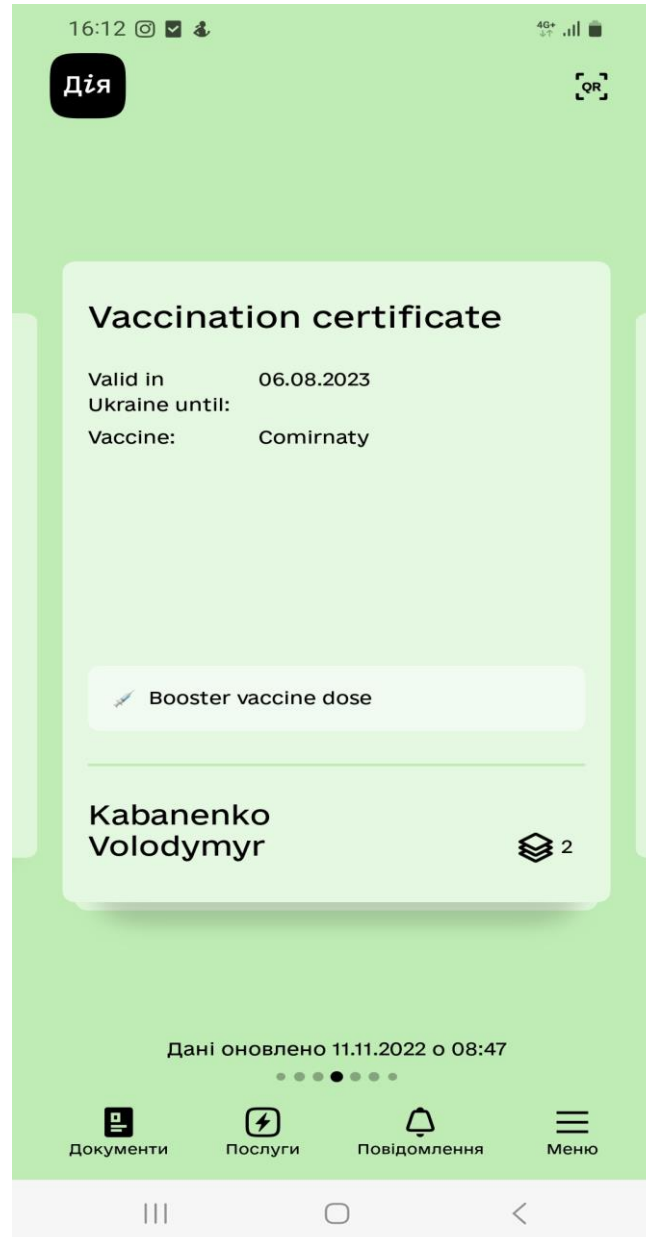 16:12
4G+
Дія
QR
Vaccination certificate
Valid in Ukraine until: 06.08.2023
Vaccine: Comirnaty
Booster vaccine dose
Kabanenko
Volodymyr
2
Дані оновлено 11.11.2022 о 08:47
Документи Послуги Повідомлення Меню